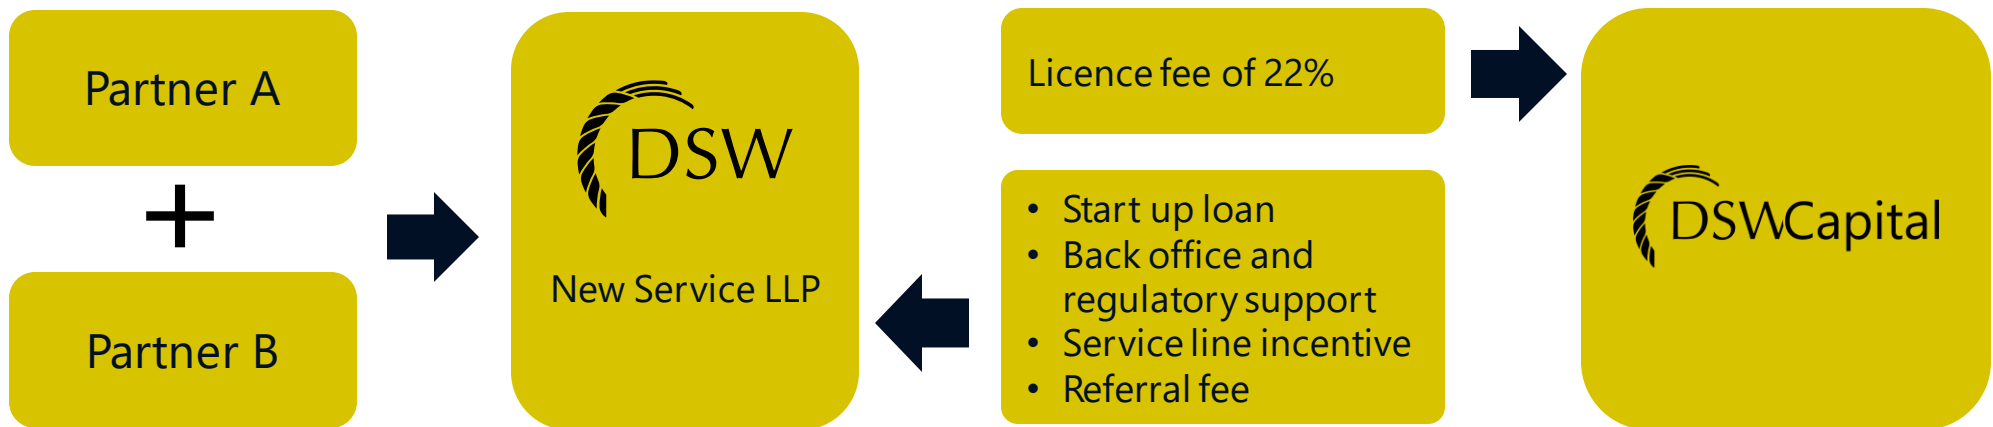 Partner A
+
Partner B
DSW
New Service LLP
Licence fee of 22%
• Start up loan
• Back office and
regulatory support
• Service line incentive
• Referral fee
DSWCapital